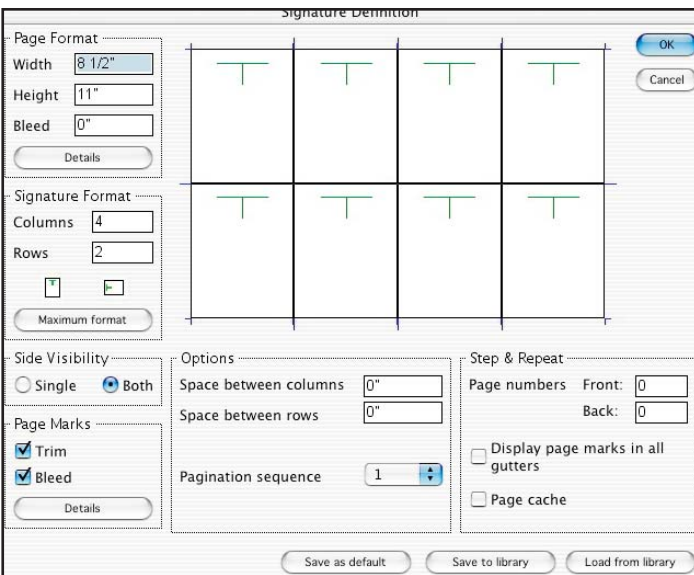 Signature Definition
Page Format
Width 8 1/2"
Height 11"
Bleed 0"
Details
OK
Cancel
Signature Format
Columns 4
Rows 2
Maximum format
Side Visibility
Single Both
Page Marks
Trim
Bleed
Details
Options
Space between columns 0"
Space between rows 0"
Pagination sequence 1
Step & Repeat
Page numbers Front: 0
Back: 0
Display page marks in all
gutters
Page cache
Save as default Save to library Load from library